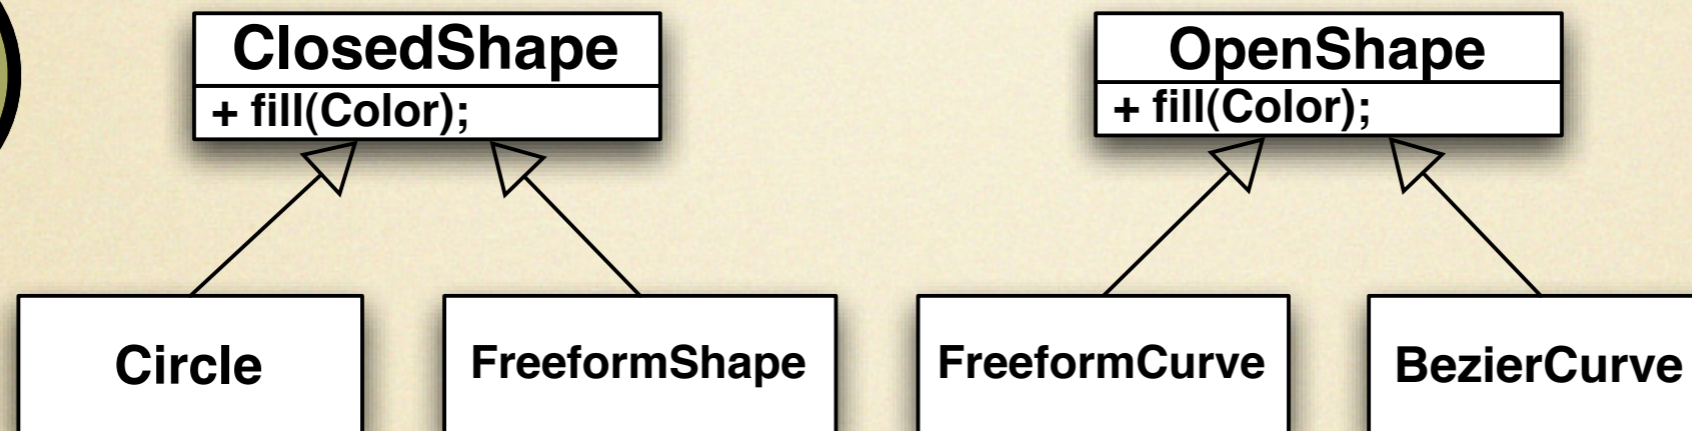 ClosedShape
+ fill(Color);
OpenShape
+ fill(Color);
Circle
FreeformShape
FreeformCurve
BezierCurve